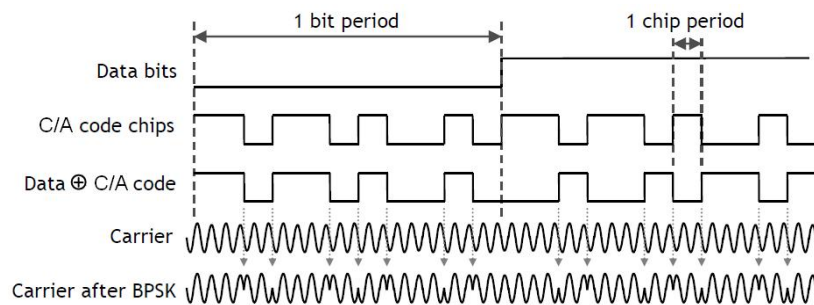 1 bit period
1 chip period
Data bits
C/A code chips
Data ⊕ C/A code
Carrier
Carrier after BPSK